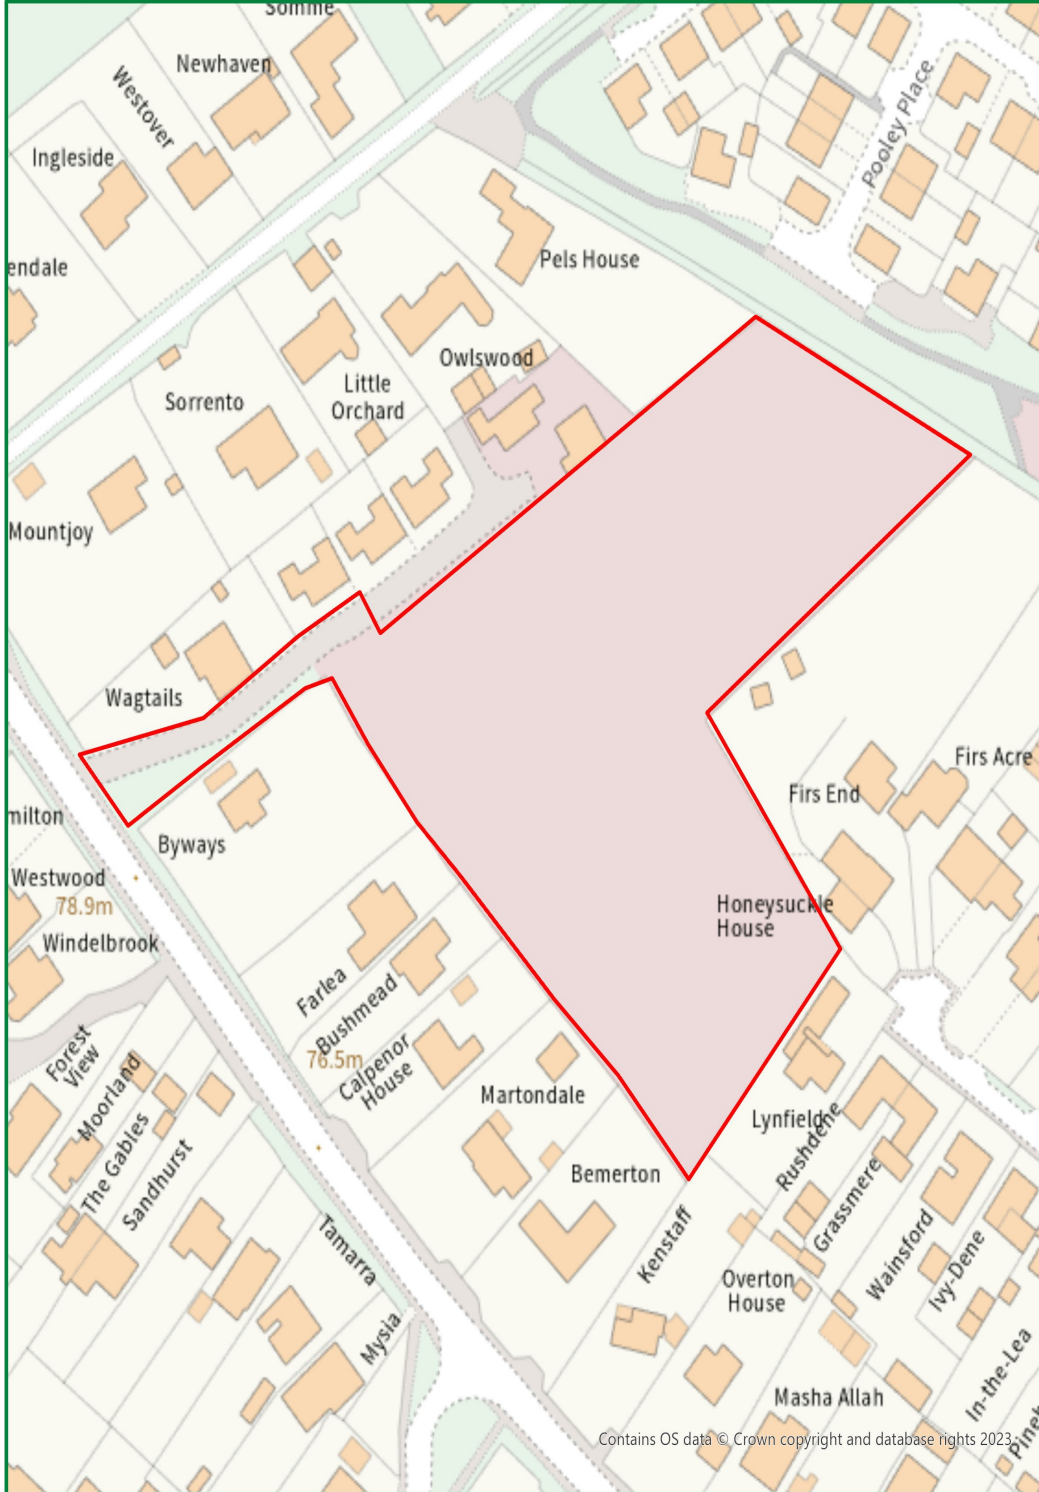 Somme
Newhaven
Westover
Ingleside
Pooley Place
Pels House
endale
Owlswood
Little
Orchard
Sorrento
Mountjoy
Wagtails
Firs Acre
Firs End
milton
Byways
Westwood
78.9m
Honeysuckle
House
Windelbrook
Farlea
Bushmead
76.5m
Calpenor
House
Forest
View
Moorland
The Gables
Sandhurst
Martondale
Lynfield
Rushdene
Bemerton
Grassmere
Kenstaff
Wainsford
Ivy-Dene
Tamarra
Overton
House
Mysia
In-the-Lea
Masha Allah
Pineh
Contains OS data © Crown copyright and database rights 2023